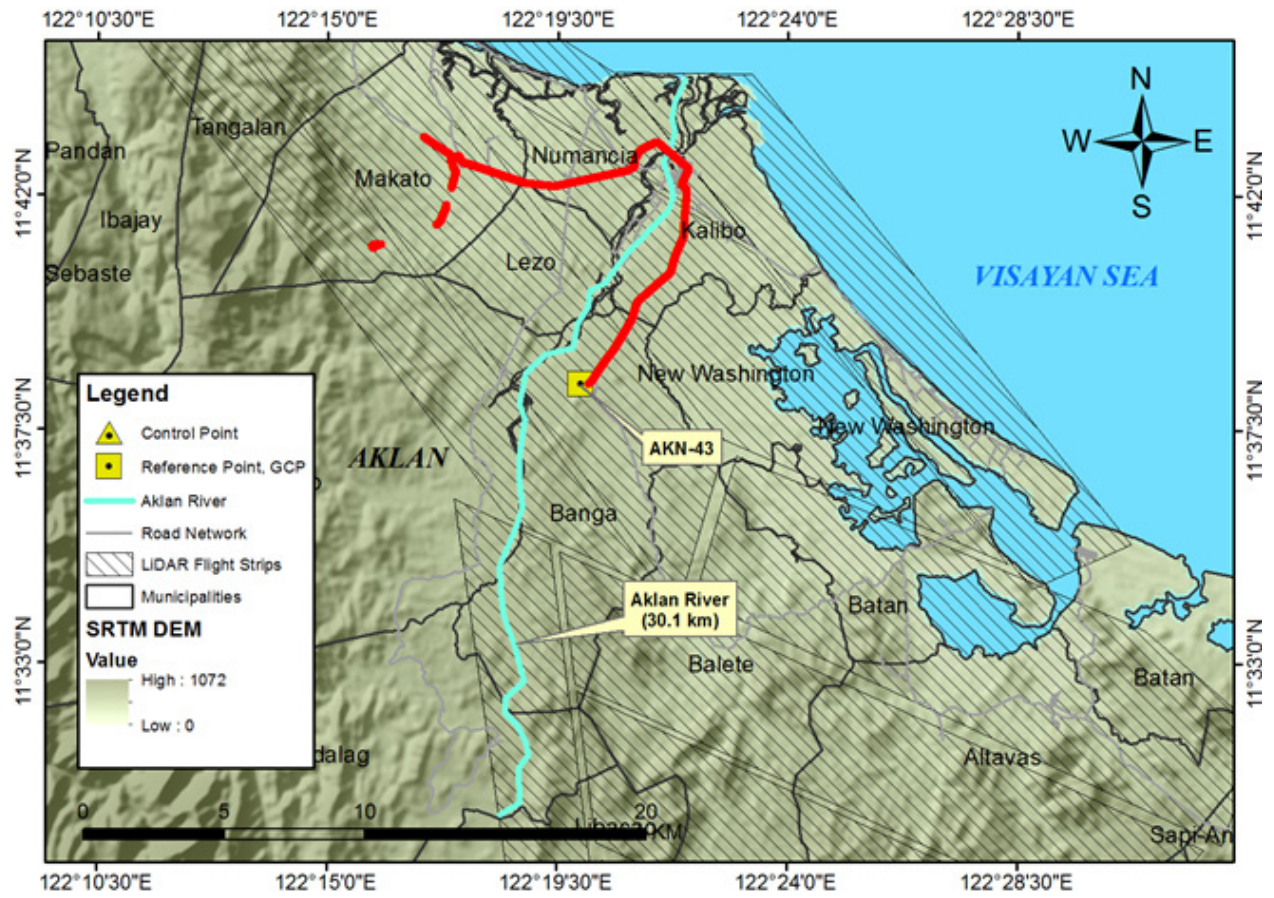 122°10'30"E 122°15'0"E 122°19'30"E 122°24'0"E 122°28'30"E
N
W E
S
Tangalan
Pandan
Numancia
Makato
11°42'0"N 11°42'0"N
Ibajay
Kalibo
Lezo
Sebaste
VISAYAN SEA
New Washington
Legend
Control Point
Reference Point, GCP
Aklan River
Road Network
LiDAR Flight Strips
Municipalities
SRTM DEM
Value
High : 1072
Low : 0
11°37'30"N 11°37'30"N
New Washington
AKN-43
AKLAN
Banga
Aklan River
(30.1 km)
Batan
11°33'0"N 11°33'0"N
Balete
Batan
dalag
Altavas
0 5 10 20
KM
Sapi-An
122°10'30"E 122°15'0"E 122°19'30"E 122°24'0"E 122°28'30"E